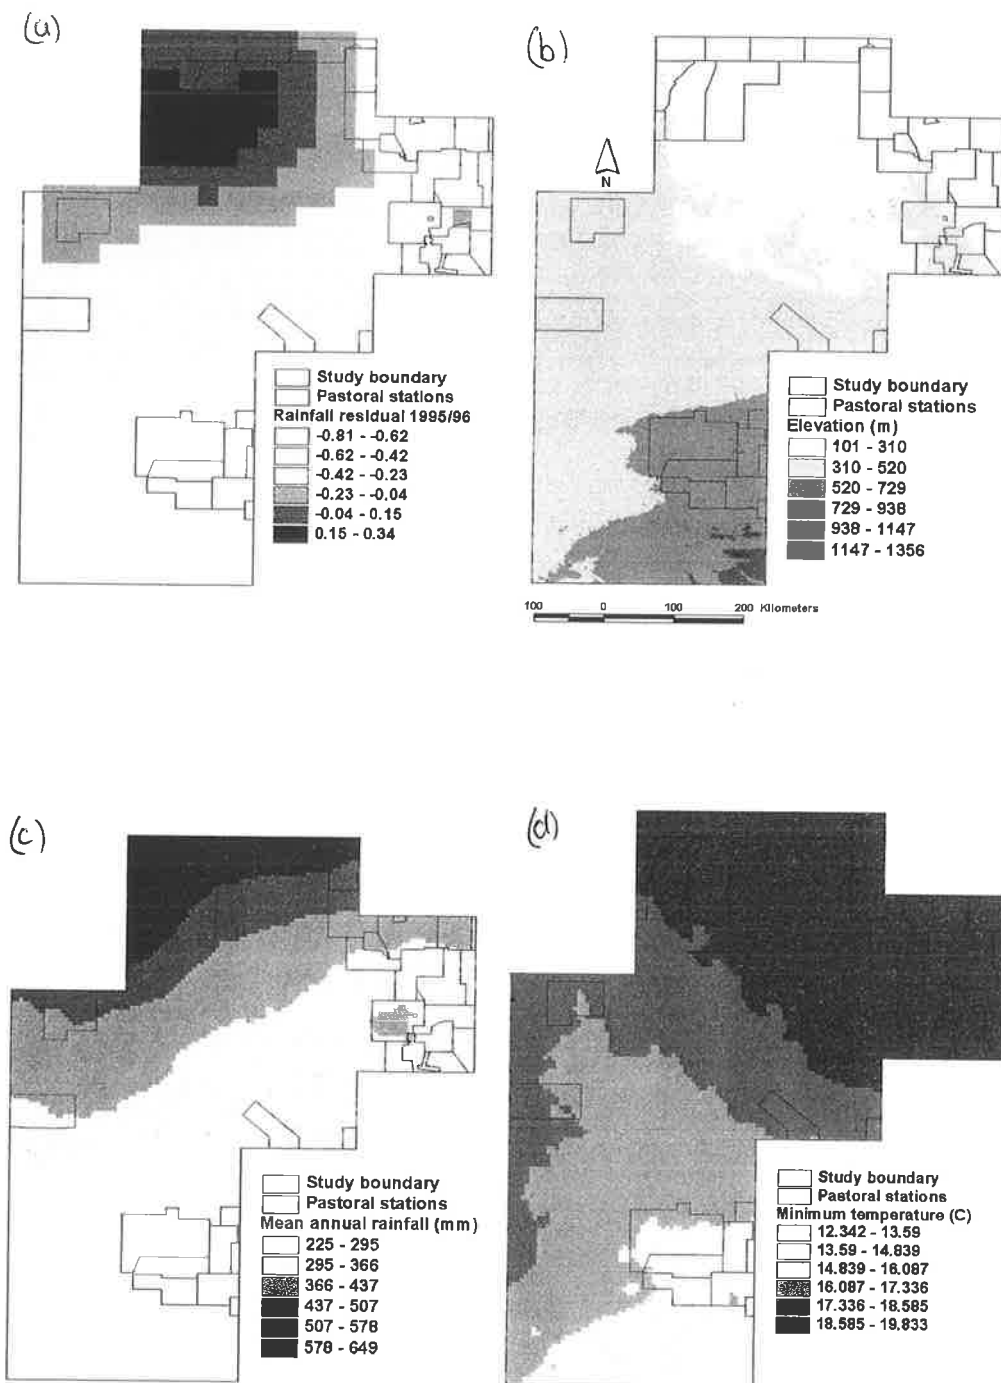 (a)
Study boundary
Pastoral stations
Rainfall residual 1995/96
-0.81 - -0.62
-0.62 - -0.42
-0.42 - -0.23
-0.23 - -0.04
-0.04 - 0.15
0.15 - 0.34
(b)
N
Study boundary
Pastoral stations
Elevation (m)
101 - 310
310 - 520
520 - 729
729 - 938
938 - 1147
1147 - 1356
100 0 100 200 Kilometers
(c)
Study boundary
Pastoral stations
Mean annual rainfall (mm)
225 - 295
295 - 366
366 - 437
437 - 507
507 - 578
578 - 649
(d)
Study boundary
Pastoral stations
Minimum temperature (C)
12.342 - 13.59
13.59 - 14.839
14.839 - 16.087
16.087 - 17.336
17.336 - 18.585
18.585 - 19.833